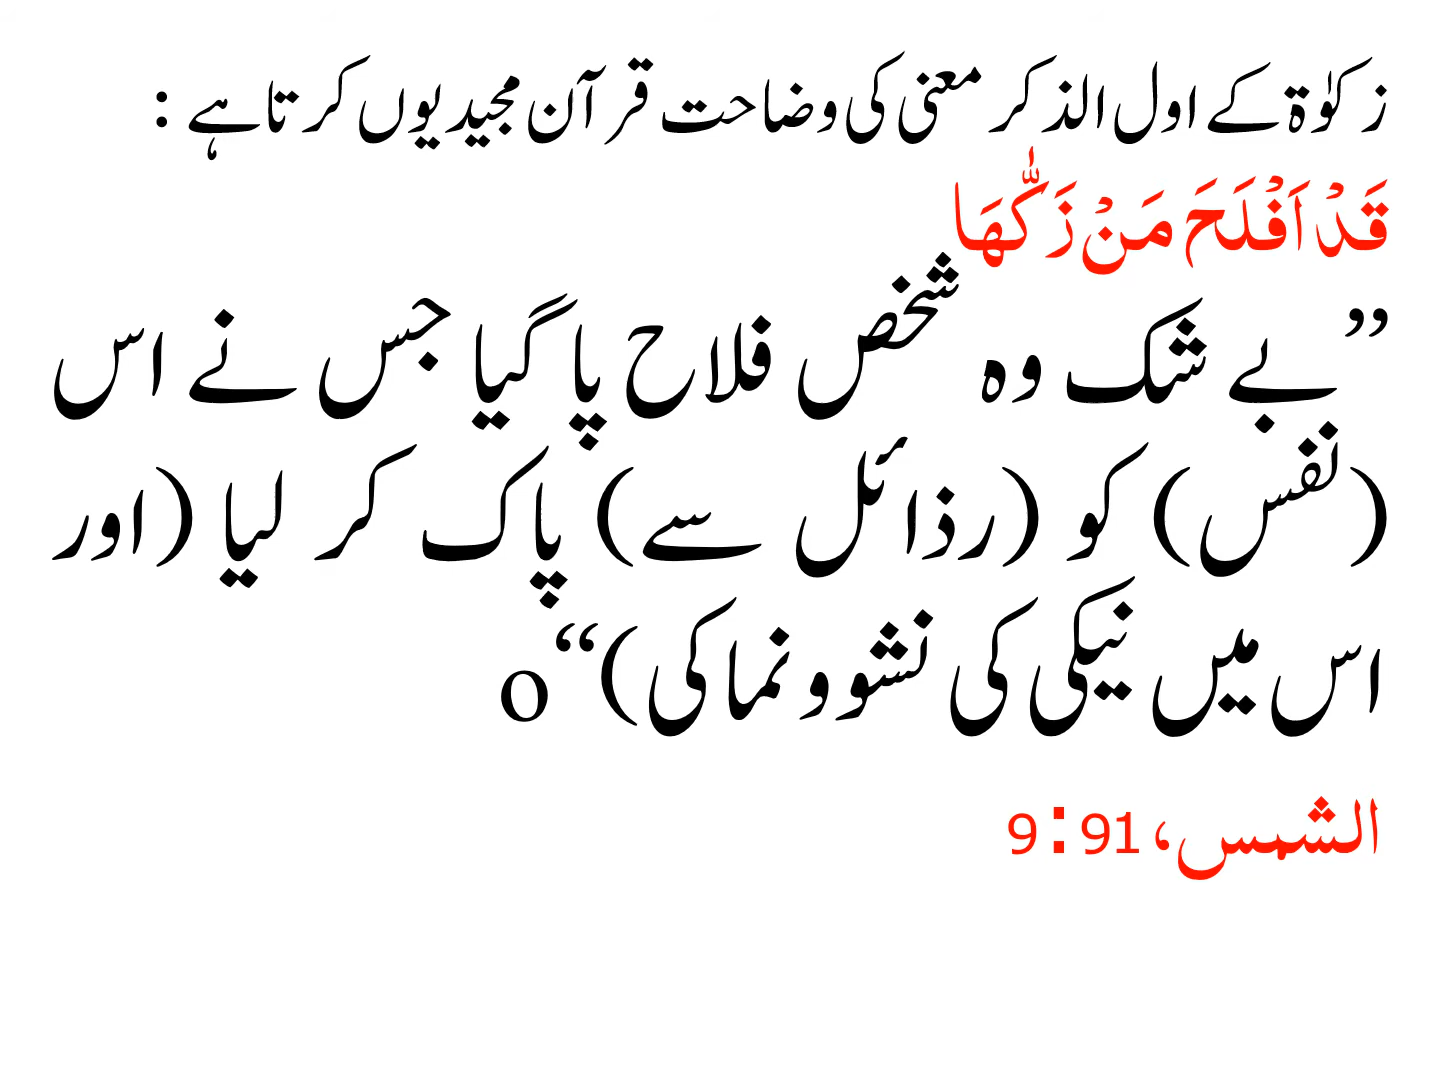 زکوٰۃ کے اول الذکر معنی کی وضاحت قرآن مجید یوں کرتا ہے :
قَدْ اَفْلَحَ مَنْ زَكّٰهَا
”بے شک وہ شخص فلاح پا گیا جس نے اس
(نفس) کو (رذائل سے) پاک کر لیا (اور
اس میں نیکی کی نشوونما کی)“o
الشمس، 91:9